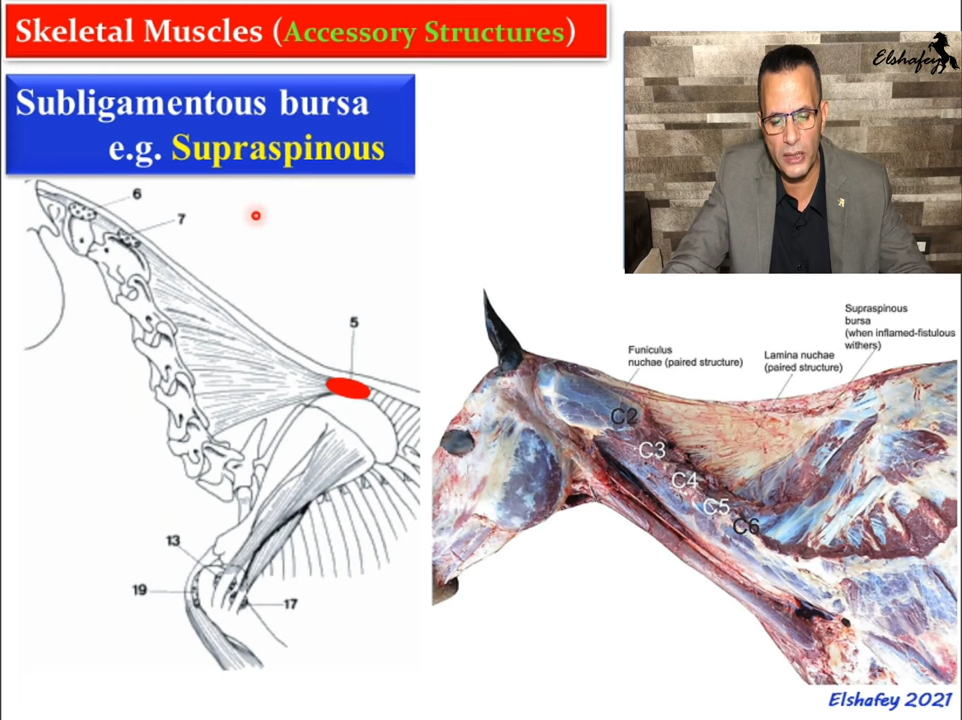 Skeletal Muscles (Accessory Structures)
Elshafey
Subligamentous bursa
e.g. Supraspinous
6
7
5
13
19
17
Supraspinous
bursa
(when inflamed-fistulous
withers)
Funiculus
nuchae (paired structure)
Lamina nuchae
(paired structure)
C2
C3
C4
C5
C6
Elshafey 2021